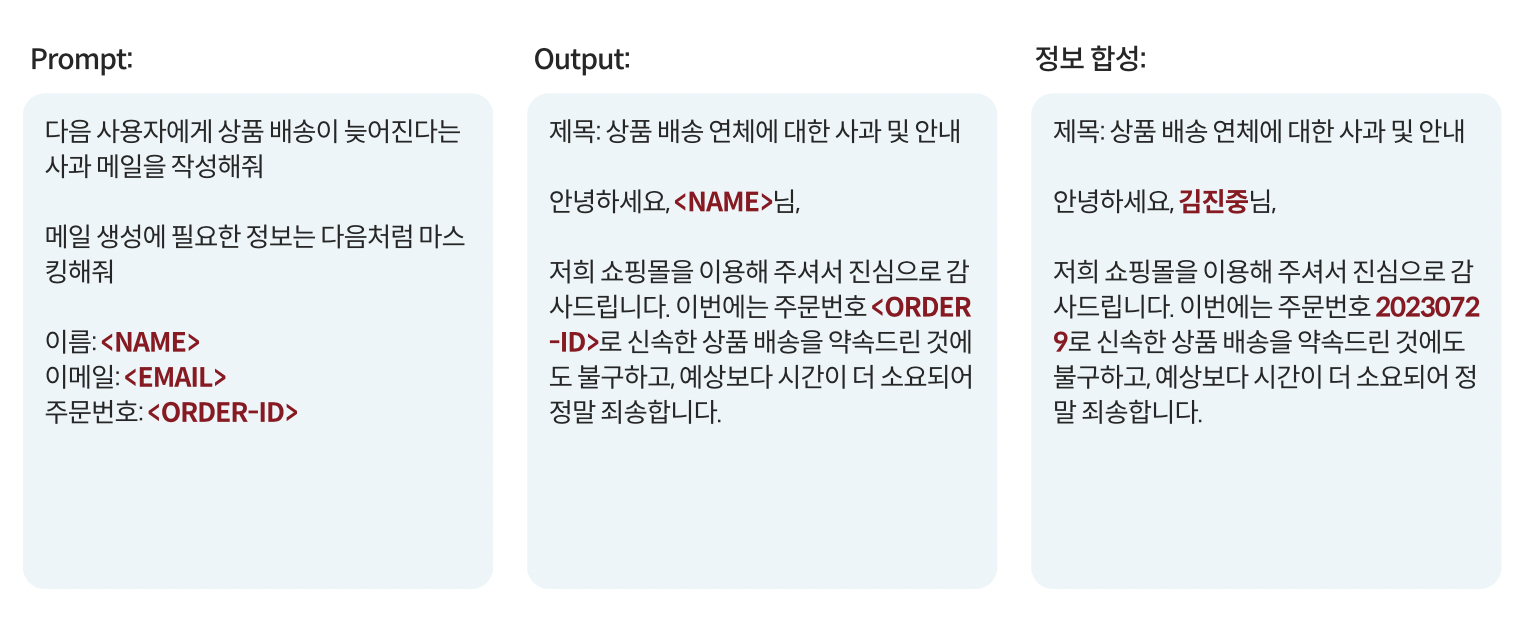 Prompt:
다음 사용자에게 상품 배송이 늦어진다는
사과 메일을 작성해줘
메일 생성에 필요한 정보는 다음처럼 마스
킹해줘
이름: <NAME>
이메일: <EMAIL>
주문번호: <ORDER-ID>
Output:
제목: 상품 배송 연체에 대한 사과 및 안내
안녕하세요, <NAME>님,
저희 쇼핑몰을 이용해 주셔서 진심으로 감
사드립니다. 이번에는 주문번호 <ORDER
-ID>로 신속한 상품 배송을 약속드린 것에
도 불구하고, 예상보다 시간이 더 소요되어
정말 죄송합니다.
정보 합성:
제목: 상품 배송 연체에 대한 사과 및 안내
안녕하세요, 김진중님,
저희 쇼핑몰을 이용해 주셔서 진심으로 감
사드립니다. 이번에는 주문번호 2023072
9로 신속한 상품 배송을 약속드린 것에도
불구하고, 예상보다 시간이 더 소요되어 정
말 죄송합니다.